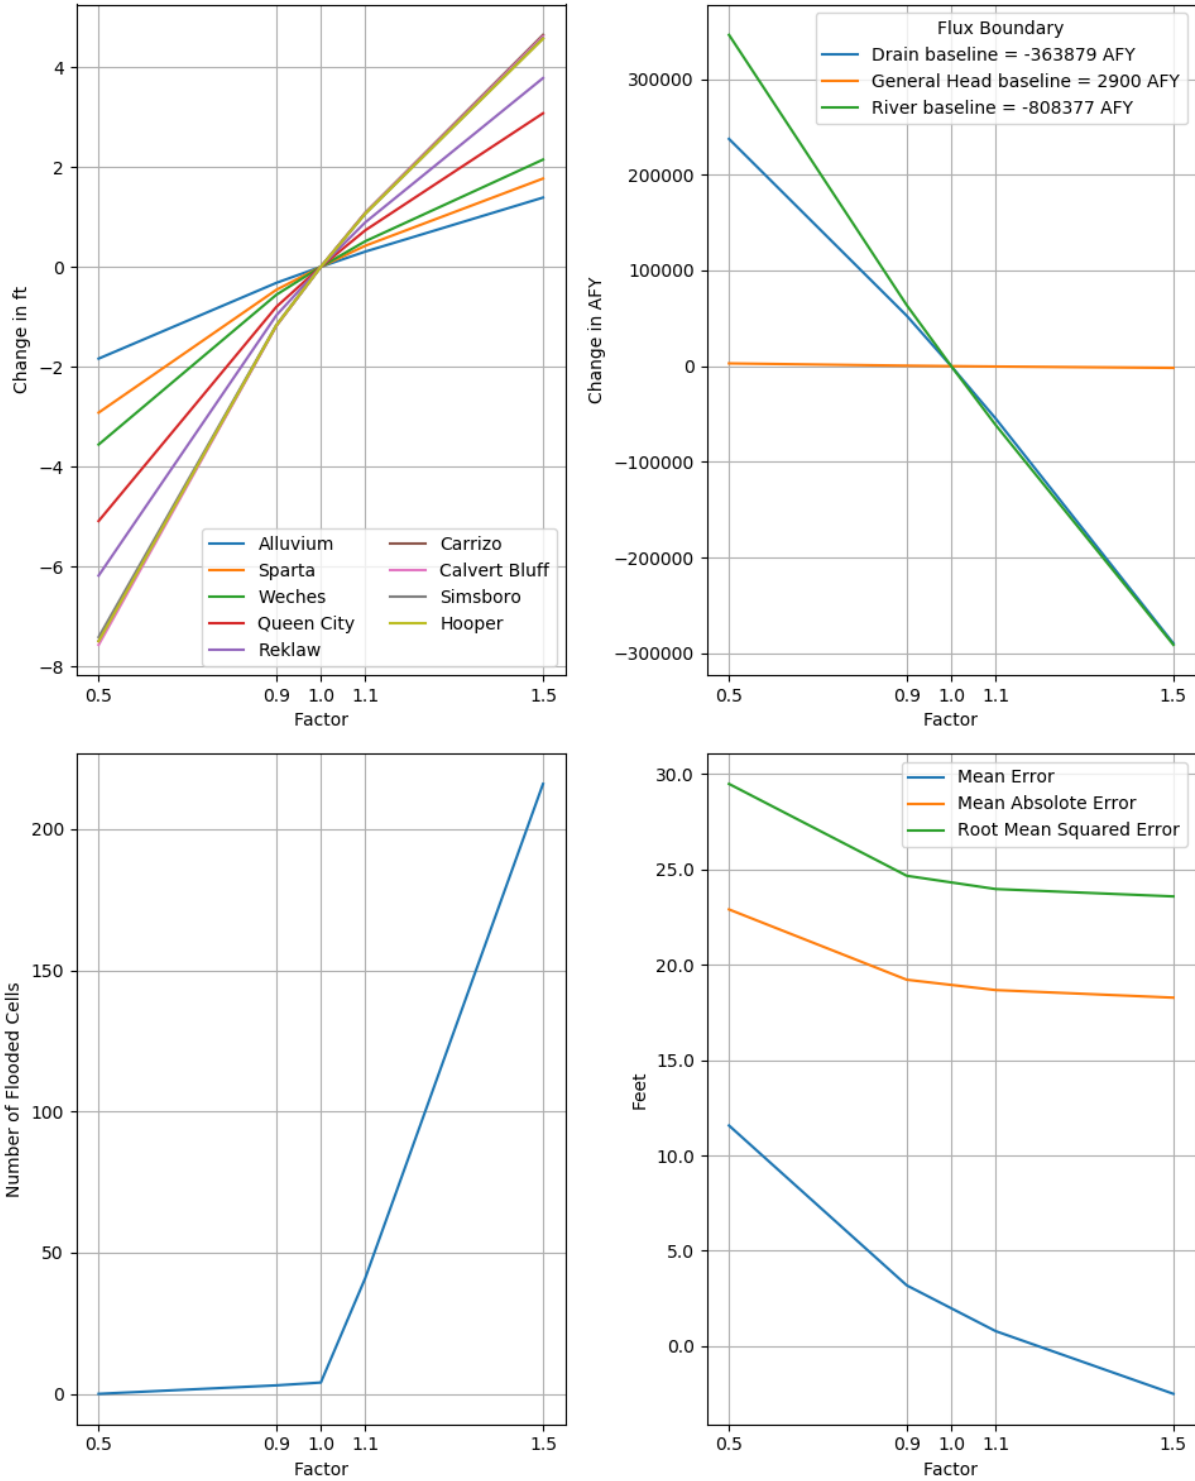 4
2
0
−2
−4
−6
−8
Change in ft
Alluvium
Sparta
Weches
Queen City
Reklaw
Carrizo
Calvert Bluff
Simsboro
Hooper
0.5 0.9 1.0 1.1 1.5
Factor
Flux Boundary
Drain baseline = -363879 AFY
General Head baseline = 2900 AFY
River baseline = -808377 AFY
300000
200000
100000
0
−100000
−200000
−300000
Change in AFY
0.5 0.9 1.0 1.1 1.5
Factor
200
150
100
50
0
Number of Flooded Cells
0.5 0.9 1.0 1.1 1.5
Factor
Mean Error
Mean Absolote Error
Root Mean Squared Error
30.0
25.0
20.0
15.0
10.0
5.0
0.0
Feet
0.5 0.9 1.0 1.1 1.5
Factor